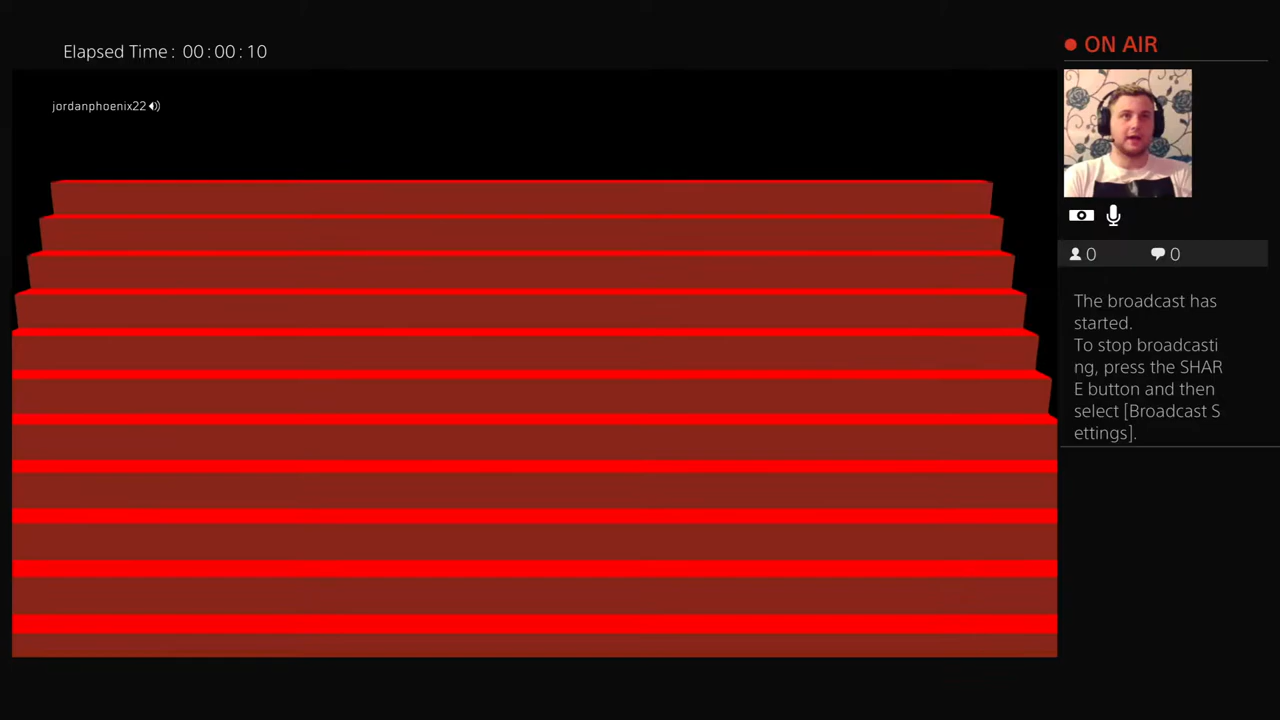 Elapsed Time : 00:00:10
ON AIR
jordanphoenix22
0
0
The broadcast has
started.
To stop broadcasti
ng, press the SHAR
E button and then
select [Broadcast S
ettings].